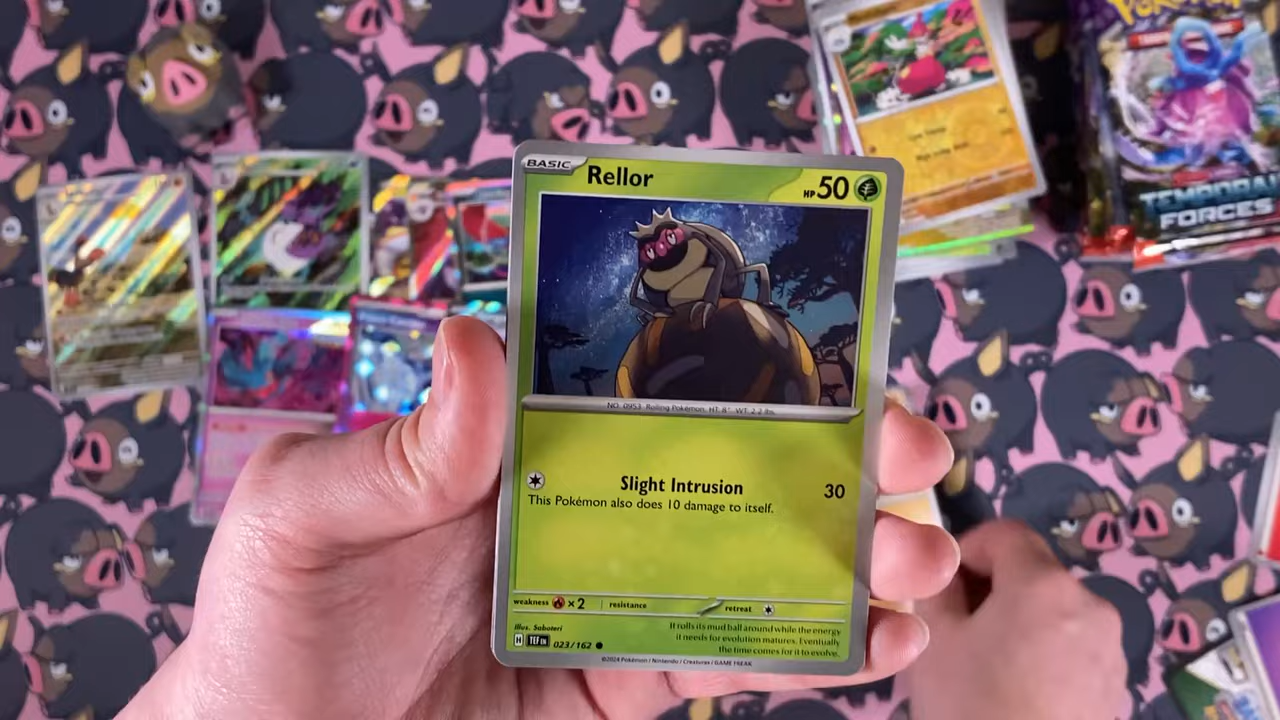 POKÉMON
TEMPORAL
FORCES
BASIC
Rellor
HP 50
NO. 0953 Rolling Pokémon HT. 8" WT. 2.2 lbs.
Slight Intrusion 30
This Pokémon also does 10 damage to itself.
weakness ×2 resistance retreat
Illus. Saboteri
H TEF EN 023/162
It rolls its mud ball around while the energy
it needs for evolution matures. Eventually
the time comes for it to evolve.
©2024 Pokémon / Nintendo / Creatures / GAME FREAK